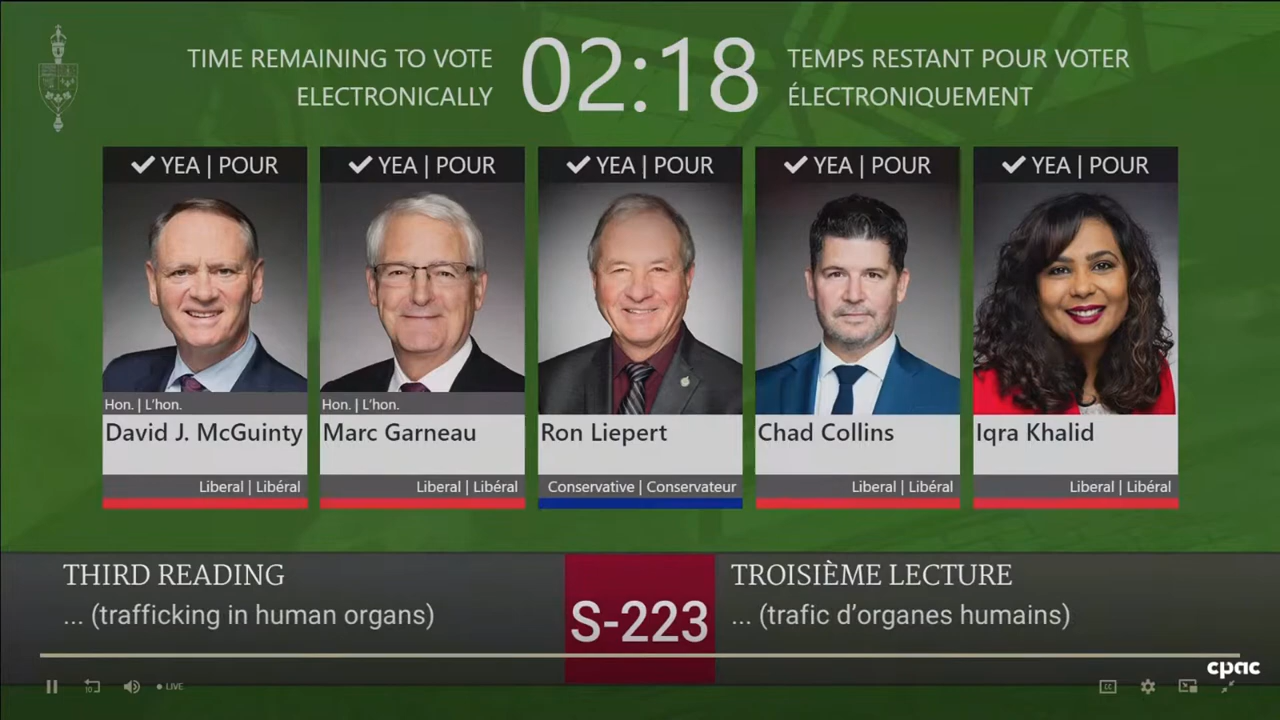 TIME REMAINING TO VOTE
ELECTRONICALLY
02:18
TEMPS RESTANT POUR VOTER
ÉLECTRONIQUEMENT
YEA | POUR
Hon. | L'hon.
David J. McGuinty
Liberal | Libéral
YEA | POUR
Hon. | L'hon.
Marc Garneau
Liberal | Libéral
YEA | POUR
Ron Liepert
Conservative | Conservateur
YEA | POUR
Chad Collins
Liberal | Libéral
YEA | POUR
Iqra Khalid
Liberal | Libéral
THIRD READING
... (trafficking in human organs)
S-223
TROISIÈME LECTURE
... (trafic d'organes humains)
cpac
10
LIVE
CC